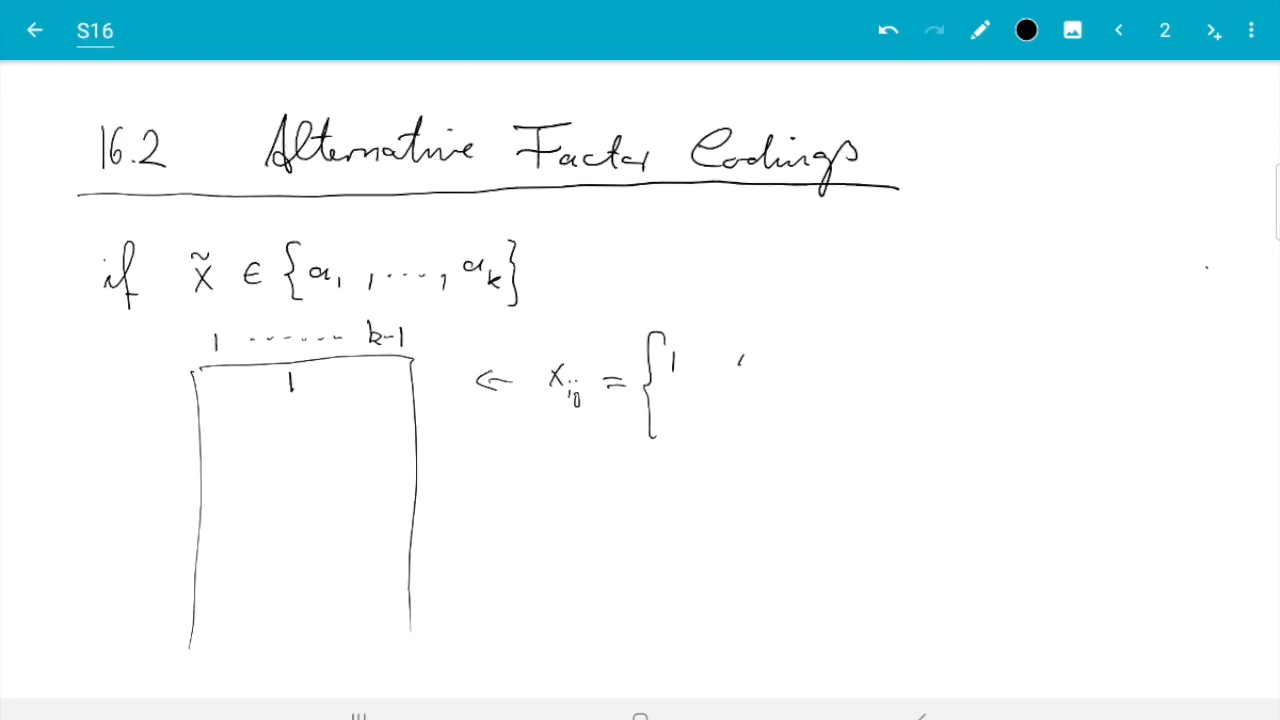 S16
2
16.2 Alternative Factor Codings
if x̃ ∈ {a₁, ..., aₖ}
1 ....... k-1
1
← xᵢⱼ = { 1